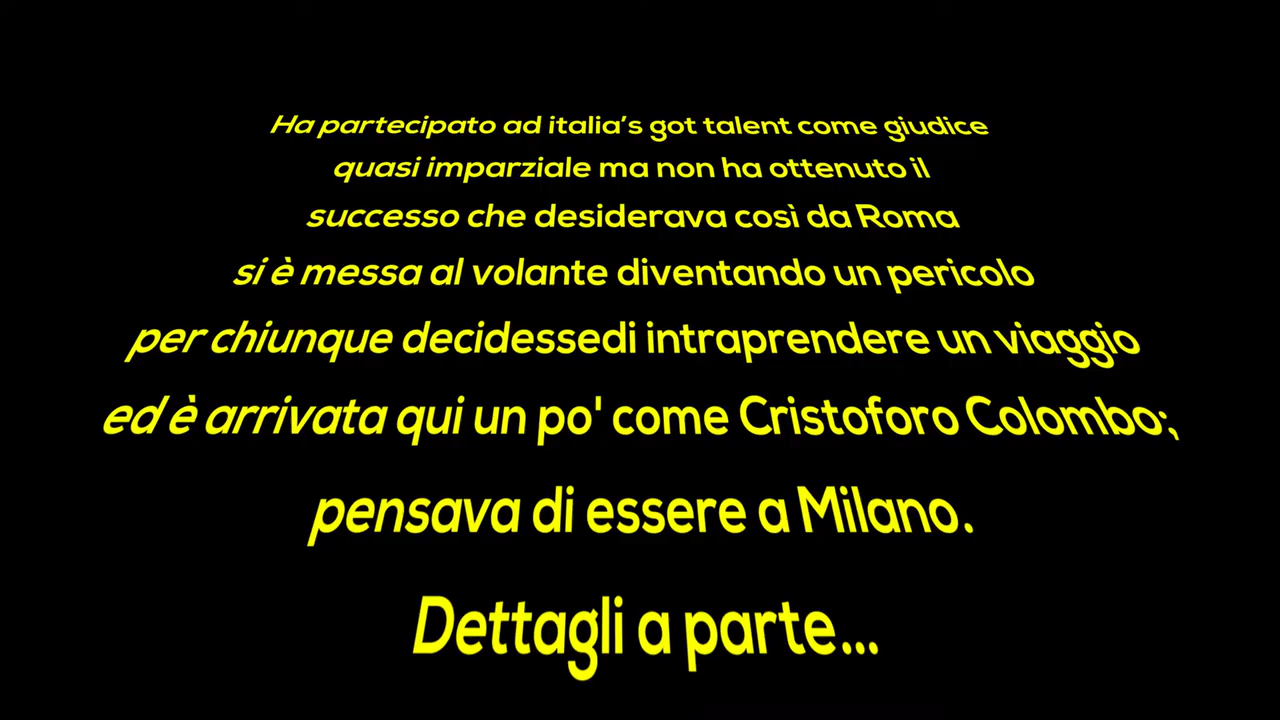 Ha partecipato ad italia's got talent come giudice
quasi imparziale ma non ha ottenuto il
successo che desiderava così da Roma
si è messa al volante diventando un pericolo
per chiunque decidessedi intraprendere un viaggio
ed è arrivata qui un po' come Cristoforo Colombo;
pensava di essere a Milano.
Dettagli a parte...